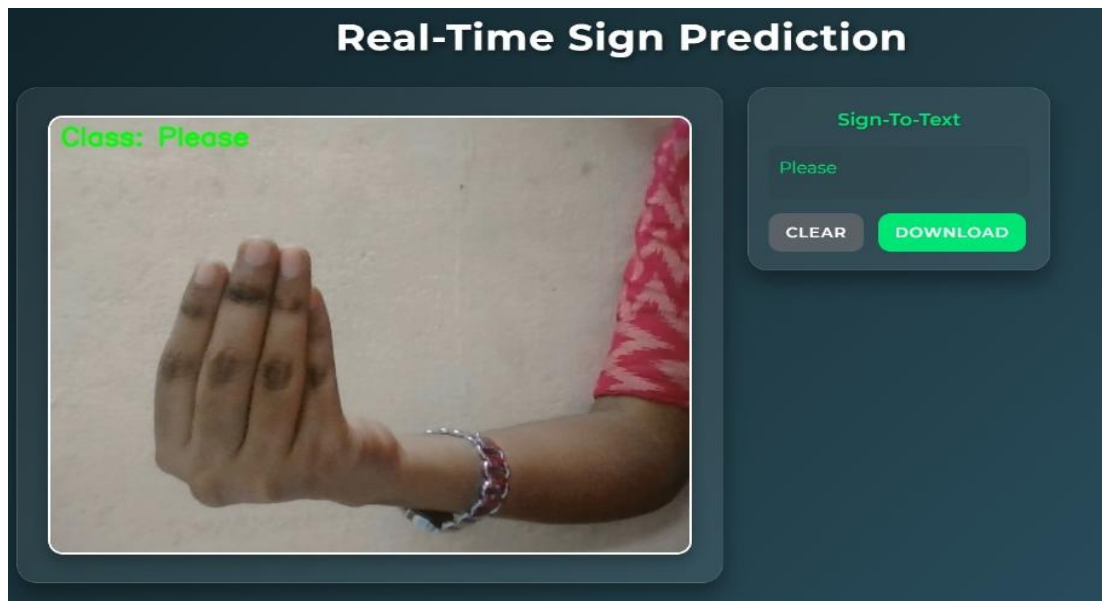 Real-Time Sign Prediction
Class: Please
Sign-To-Text
Please
CLEAR DOWNLOAD